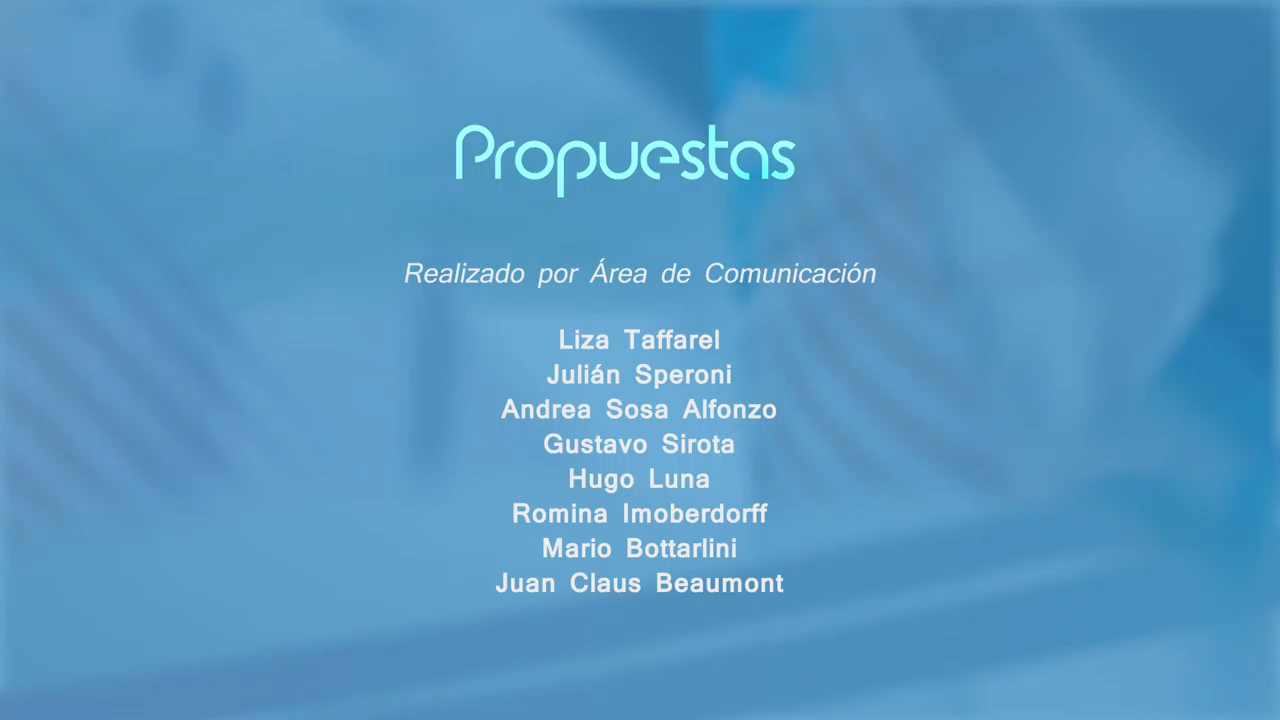 Propuestas
Realizado por Área de Comunicación
Liza Taffarel
Julián Speroni
Andrea Sosa Alfonzo
Gustavo Sirota
Hugo Luna
Romina Imoberdorff
Mario Bottarlini
Juan Claus Beaumont